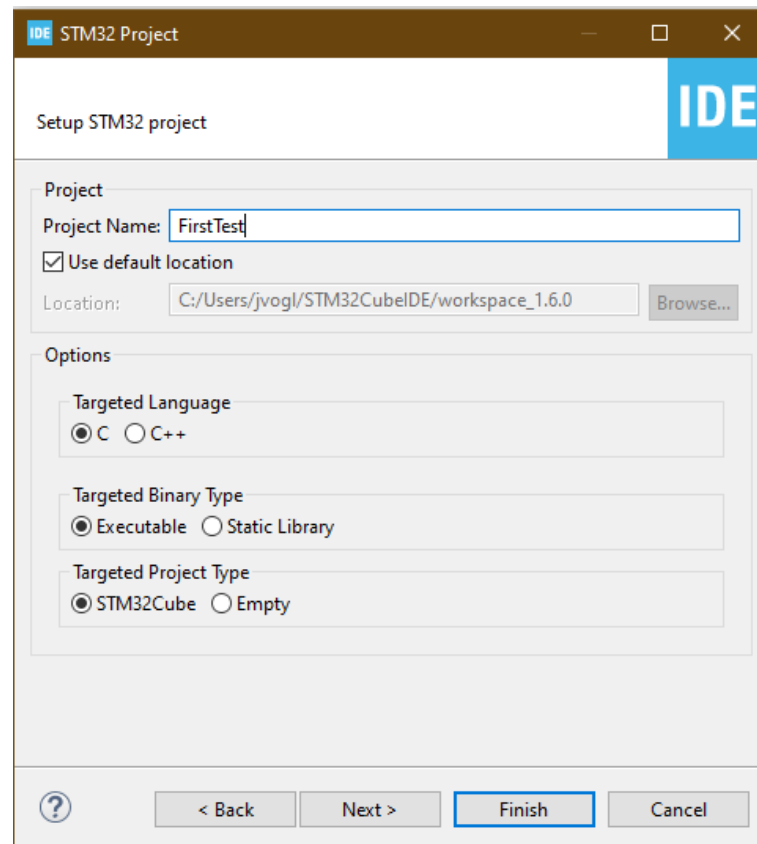 IDE STM32 Project
IDE
Setup STM32 project
Project
Project Name: FirstTest
Use default location
Location: C:/Users/jvogl/STM32CubeIDE/workspace_1.6.0 Browse...
Options
Targeted Language
C C++
Targeted Binary Type
Executable Static Library
Targeted Project Type
STM32Cube Empty
? < Back Next > Finish Cancel